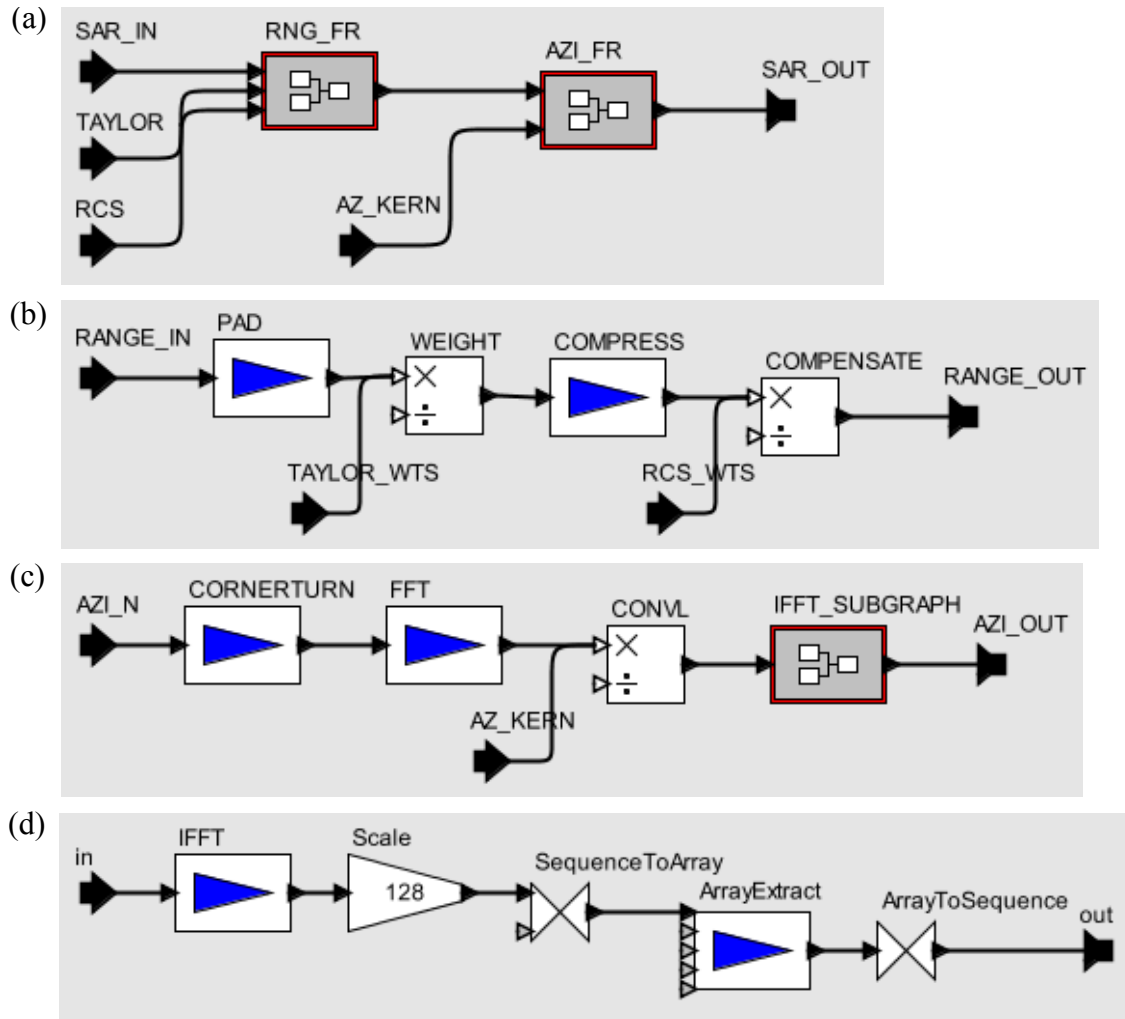 (a)
SAR_IN
RNG_FR
AZI_FR
SAR_OUT
TAYLOR
RCS
AZ_KERN
(b)
RANGE_IN
PAD
WEIGHT
COMPRESS
COMPENSATE
RANGE_OUT
×
÷
×
÷
TAYLOR_WTS
RCS_WTS
(c)
AZI_N
CORNERTURN
FFT
CONVL
IFFT_SUBGRAPH
AZI_OUT
×
÷
AZ_KERN
(d)
in
IFFT
Scale
128
SequenceToArray
ArrayExtract
ArrayToSequence
out